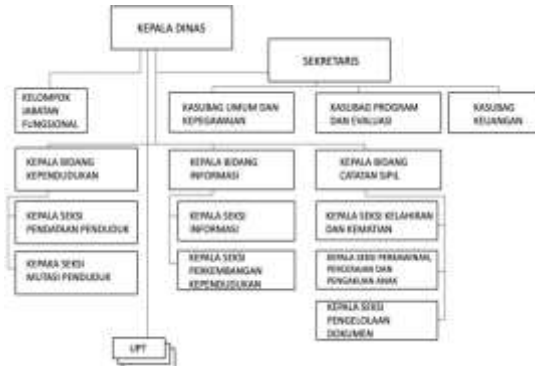 KEPALA DINAS
SEKRETARIS
KELOMPOK
JABATAN
FUNGSIONAL
KASUBAG UMUM DAN
KEPEGAWAIAN
KASUBAG PROGRAM
DAN EVALUASI
KASUBAG
KEUANGAN
KEPALA BIDANG
KEPENDUDUKAN
KEPALA BIDANG
INFORMASI
KEPALA BIDANG
CATATAN SIPIL
KEPALA SEKSI
PENDATAAN PENDUDUK
KEPALA SEKSI
INFORMASI
KEPALA SEKSI KELAHIRAN
DAN KEMATIAN
KEPAKA SEKSI
MUTASI PENDUDUK
KEPALA SEKSI
PERKEMBANGAN
KEPENDUDUKAN
KEPALA SEKSI PERKAWINAN,
PERCERAIAN DAN
PENGAKUAN ANAK
KEPALA SEKSI
PENGELOLAAN
DOKUMEN
UPT